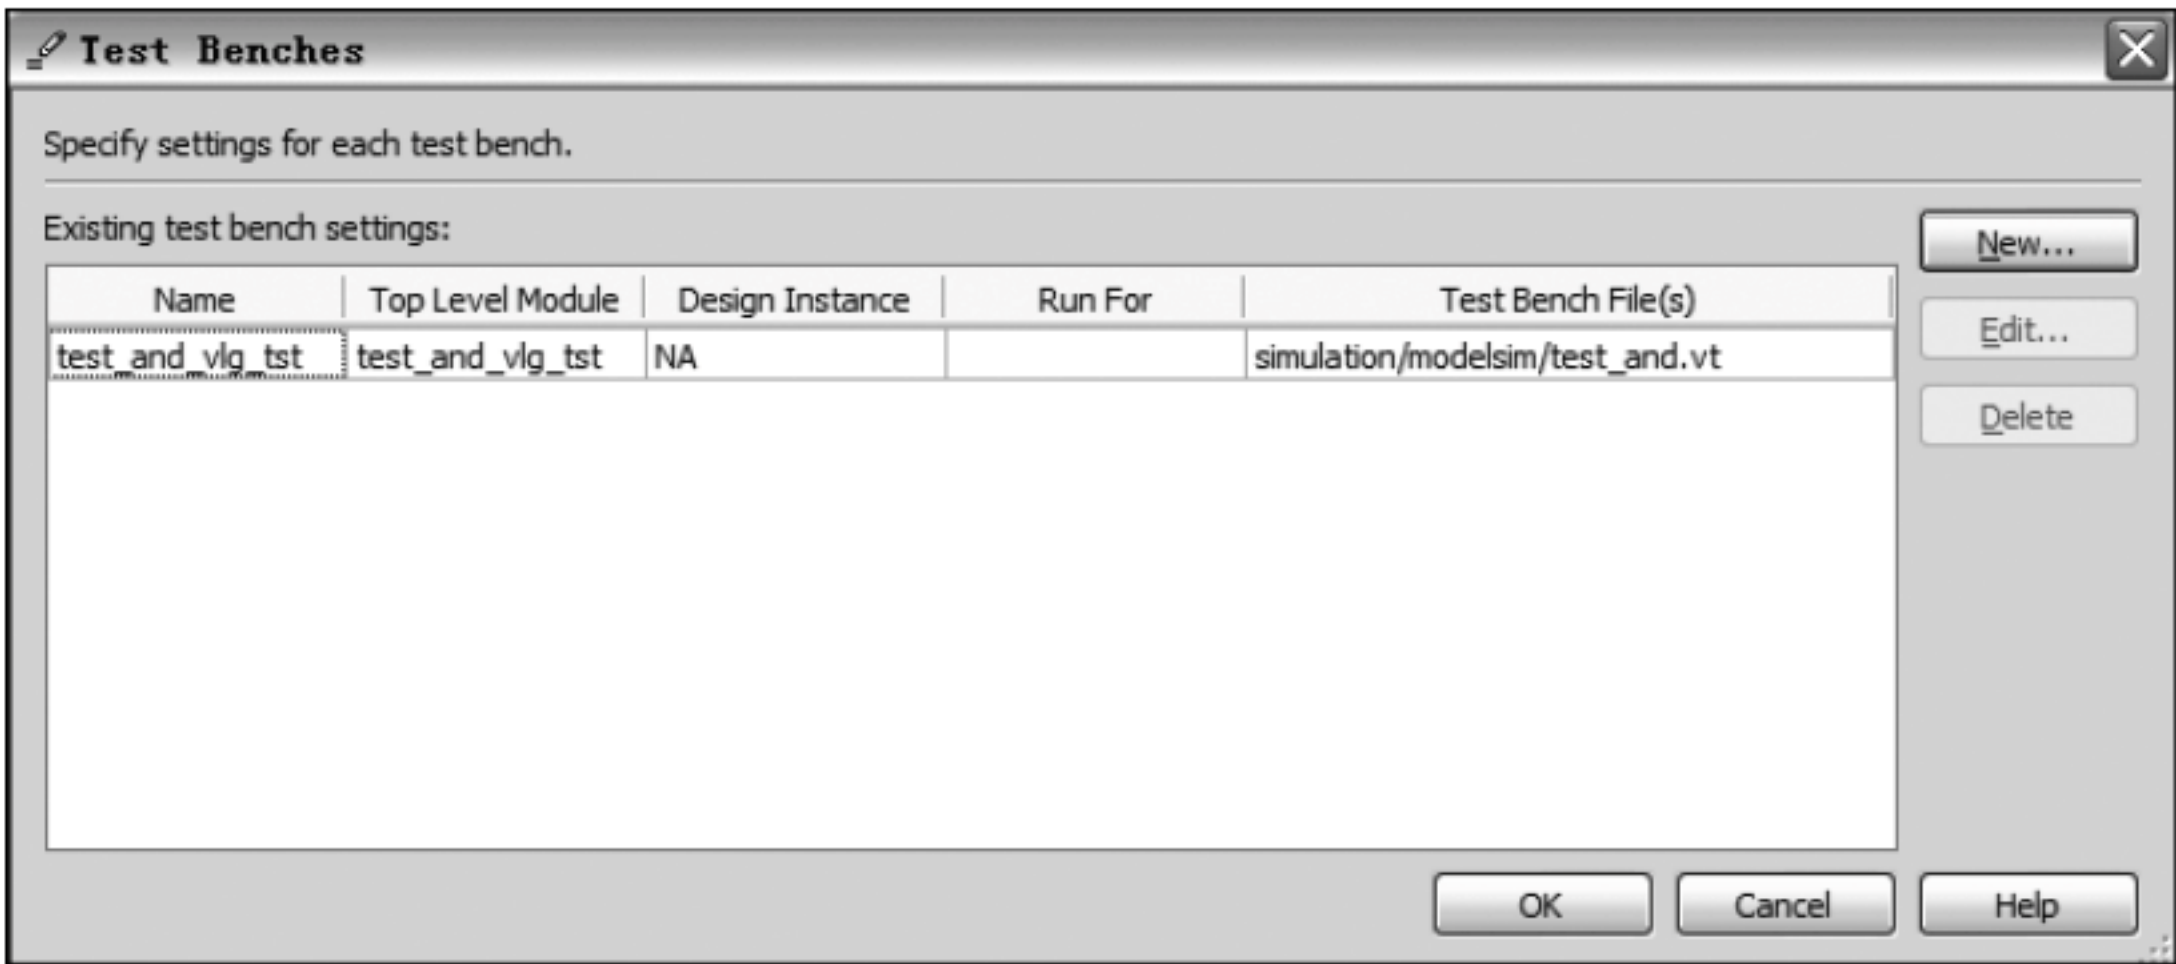 Test Benches
Specify settings for each test bench.
Existing test bench settings:
New...
Name Top Level Module Design Instance Run For Test Bench File(s)
Edit...
test_and_vlg_tst test_and_vlg_tst NA simulation/modelsim/test_and.vt
Delete
OK Cancel Help